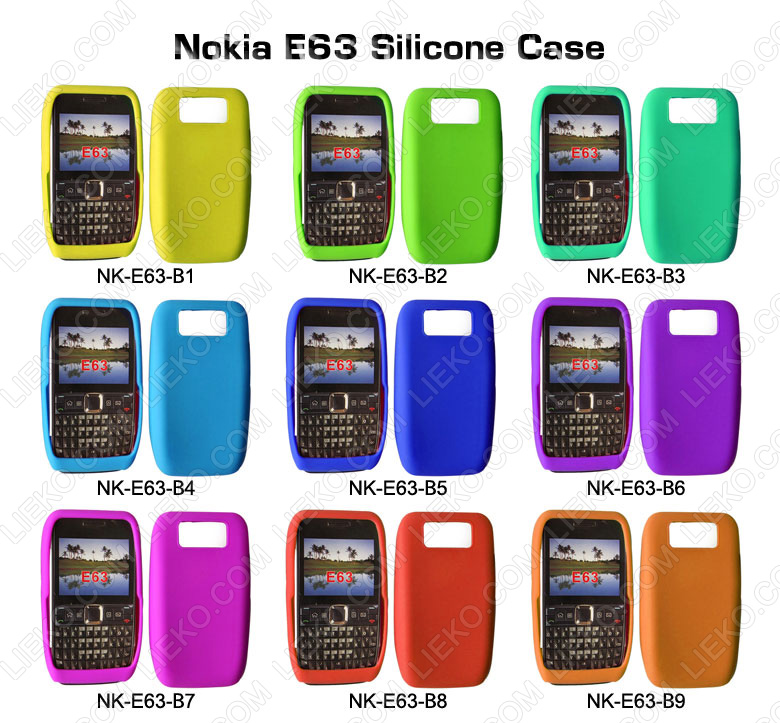 Nokia E63 Silicone Case
E63
E63
E63
NK-E63-B1
NK-E63-B2
NK-E63-B3
E63
E63
E63
NK-E63-B4
NK-E63-B5
NK-E63-B6
E63
E63
E63
NK-E63-B7
NK-E63-B8
NK-E63-B9
LIEKO.COM